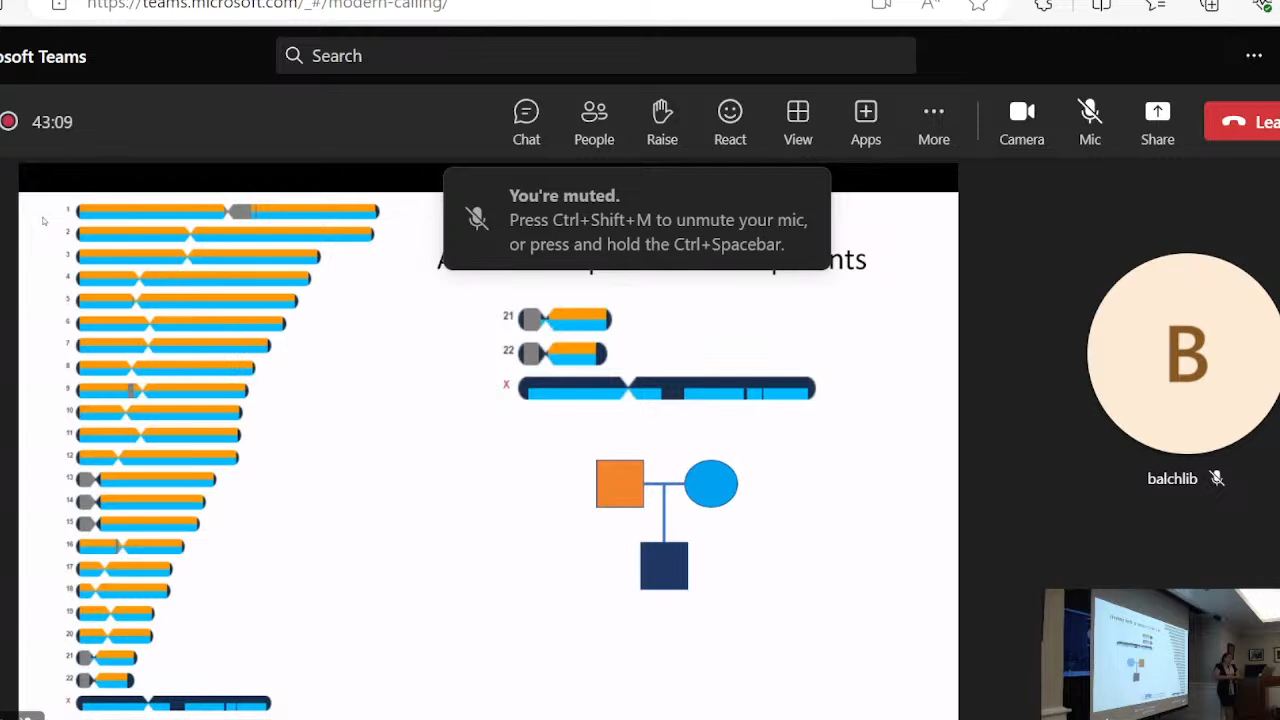 https://teams.microsoft.com/_#/modern-calling/
osoft Teams
Search
43:09
Chat
People
Raise
React
View
Apps
More
Camera
Mic
Share
Lea
You're muted.
Press Ctrl+Shift+M to unmute your mic,
or press and hold the Ctrl+Spacebar.
nts
1
2
3
4
5
6
7
8
9
10
11
12
13
14
15
16
17
18
19
20
21
22
X
21
22
X
B
balchlib